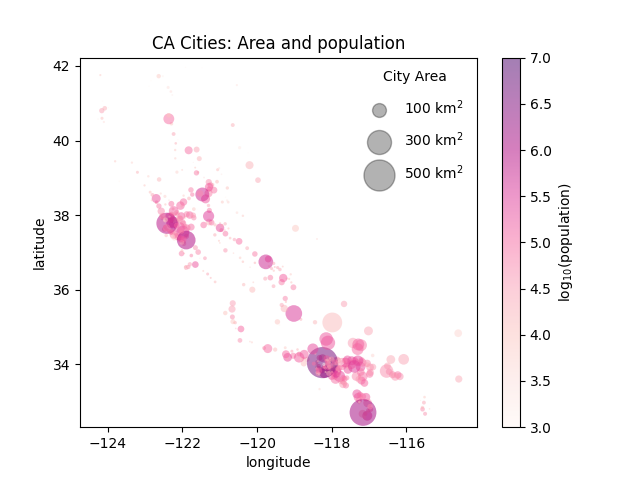 CA Cities: Area and population
City Area
100 km²
300 km²
500 km²
42
40
38
36
34
latitude
−124
−122
−120
−118
−116
longitude
7.0
6.5
6.0
5.5
5.0
4.5
4.0
3.5
3.0
log₁₀(population)